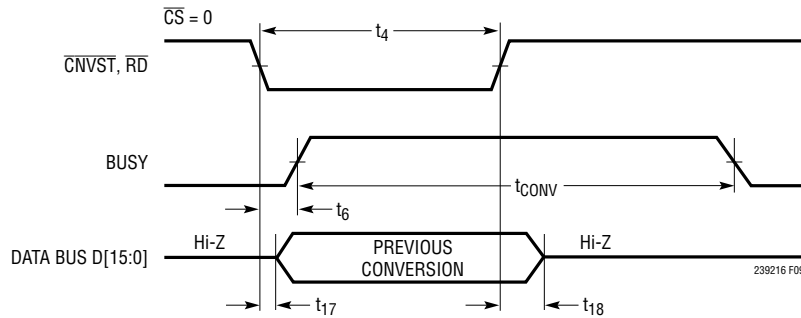 CS = 0
t4
CNVST, RD
BUSY
tCONV
t6
DATA BUS D[15:0]
Hi-Z
PREVIOUS
CONVERSION
Hi-Z
239216 F09
t17
t18